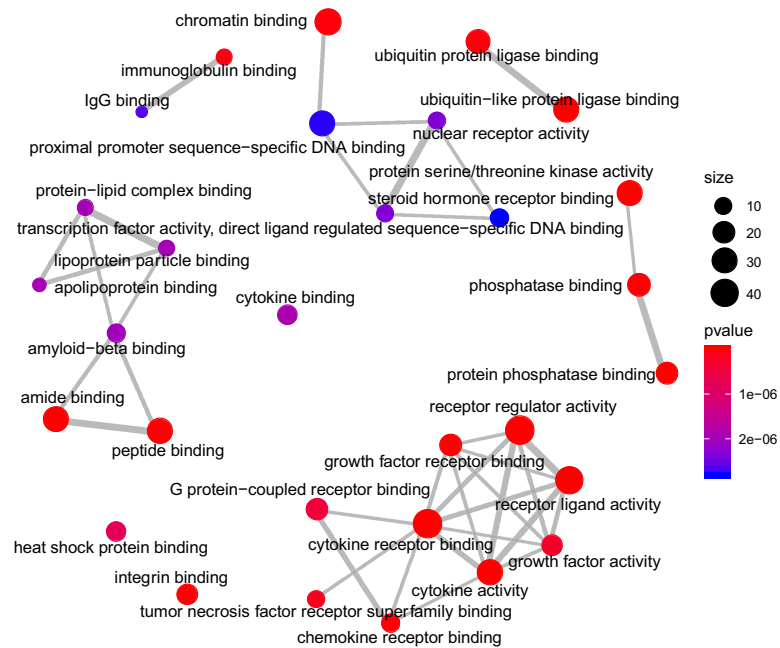 chromatin binding
ubiquitin protein ligase binding
immunoglobulin binding
IgG binding
ubiquitin−like protein ligase binding
nuclear receptor activity
proximal promoter sequence−specific DNA binding
protein serine/threonine kinase activity
size
protein−lipid complex binding
steroid hormone receptor binding
10
transcription factor activity, direct ligand regulated sequence−specific DNA binding
20
lipoprotein particle binding
30
apolipoprotein binding
cytokine binding
phosphatase binding
40
pvalue
amyloid−beta binding
protein phosphatase binding
1e−06
amide binding
receptor regulator activity
2e−06
peptide binding
growth factor receptor binding
G protein−coupled receptor binding
receptor ligand activity
heat shock protein binding
cytokine receptor binding
growth factor activity
integrin binding
cytokine activity
tumor necrosis factor receptor superfamily binding
chemokine receptor binding